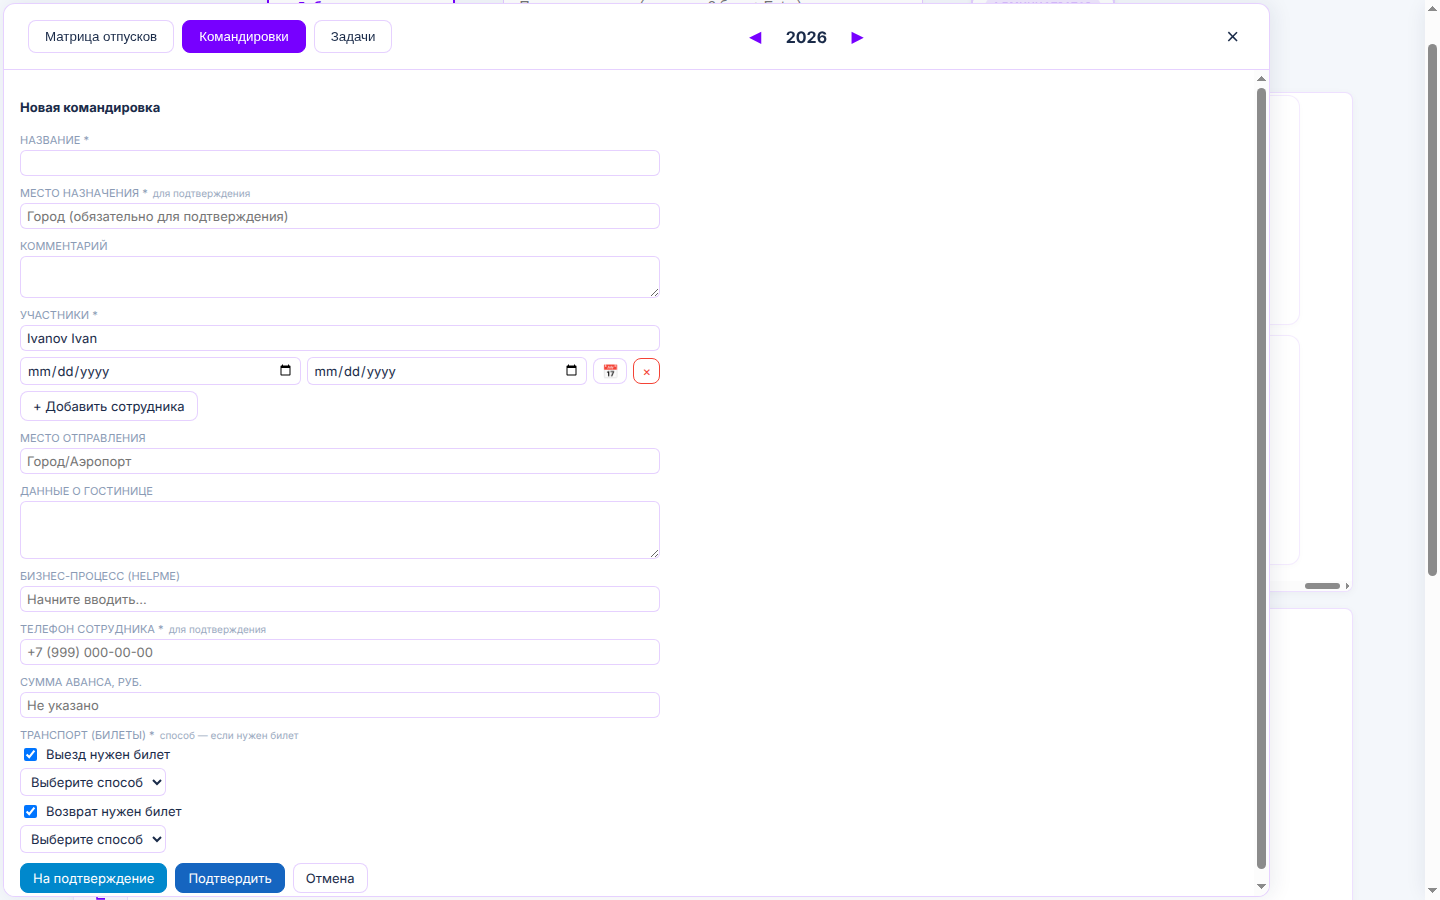 Матрица отпусков
Командировки
Задачи
◀ 2026 ▶
×
Новая командировка
НАЗВАНИЕ *
МЕСТО НАЗНАЧЕНИЯ * для подтверждения
Город (обязательно для подтверждения)
КОММЕНТАРИЙ
УЧАСТНИКИ *
Ivanov Ivan
mm/dd/yyyy
mm/dd/yyyy
×
+ Добавить сотрудника
МЕСТО ОТПРАВЛЕНИЯ
Город/Аэропорт
ДАННЫЕ О ГОСТИНИЦЕ
БИЗНЕС-ПРОЦЕСС (HELPME)
Начните вводить...
ТЕЛЕФОН СОТРУДНИКА * для подтверждения
+7 (999) 000-00-00
СУММА АВАНСА, РУБ.
Не указано
ТРАНСПОРТ (БИЛЕТЫ) * способ — если нужен билет
Выезд нужен билет
Выберите способ
Возврат нужен билет
Выберите способ
На подтверждение
Подтвердить
Отмена